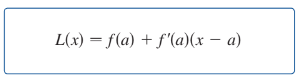 L(x) = f(a) + f′(a)(x − a)